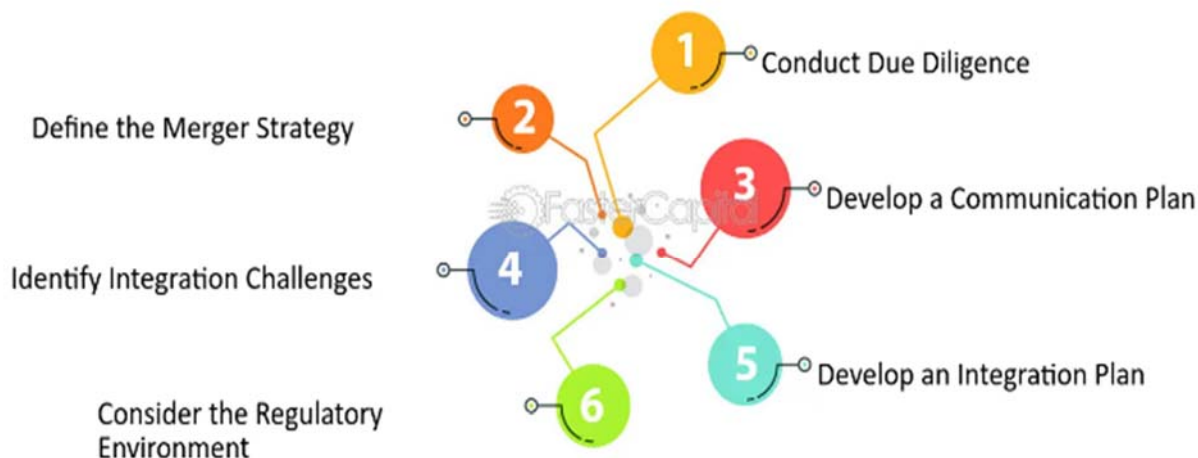 1
Conduct Due Diligence
2
Define the Merger Strategy
3
Develop a Communication Plan
FasterCapital
4
Identify Integration Challenges
5
Develop an Integration Plan
6
Consider the Regulatory
Environment